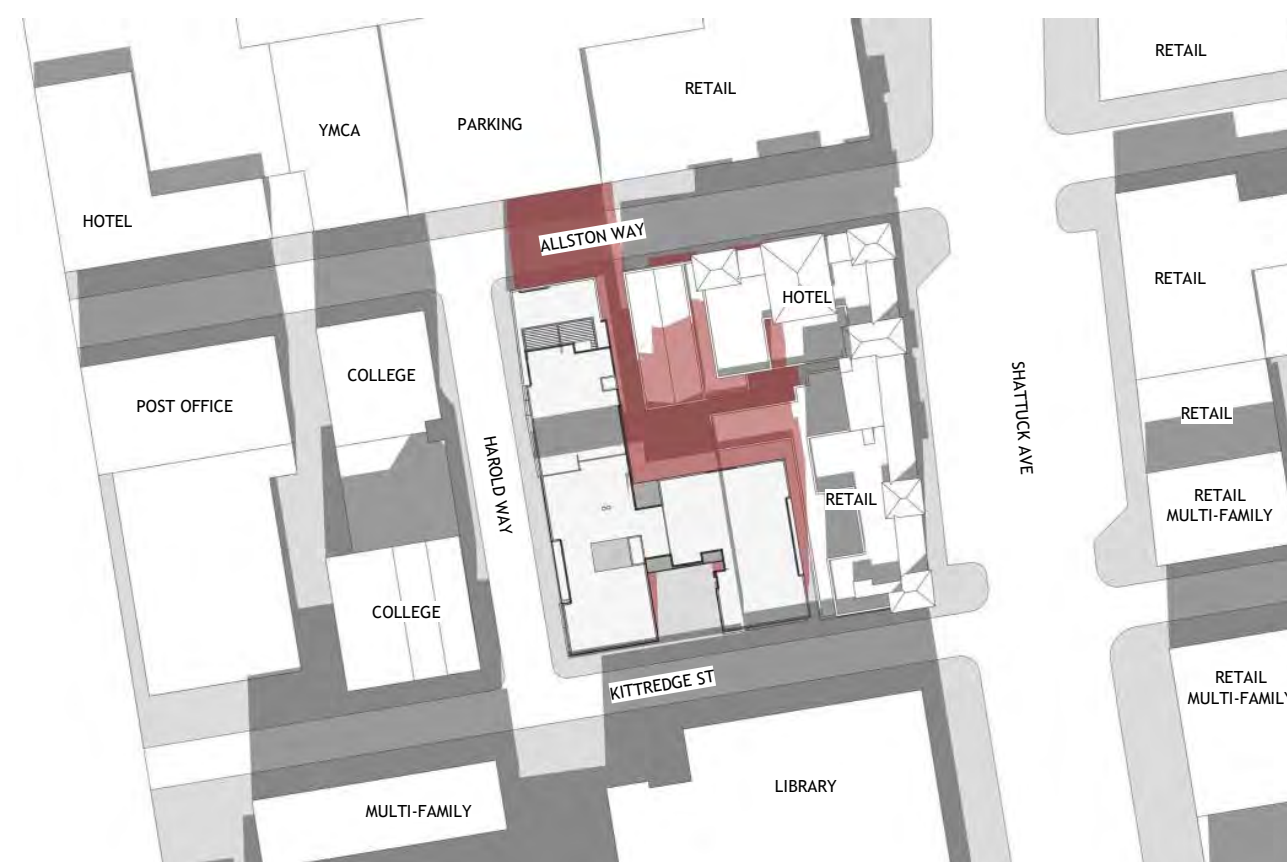 RETAIL
RETAIL
YMCA
PARKING
HOTEL
ALLSTON WAY
RETAIL
HOTEL
COLLEGE
POST OFFICE
SHATTUCK AVE
RETAIL
HAROLD WAY
RETAIL
RETAIL
MULTI-FAMILY
COLLEGE
KITTREDGE ST
RETAIL
MULTI-FAMILY
LIBRARY
MULTI-FAMILY